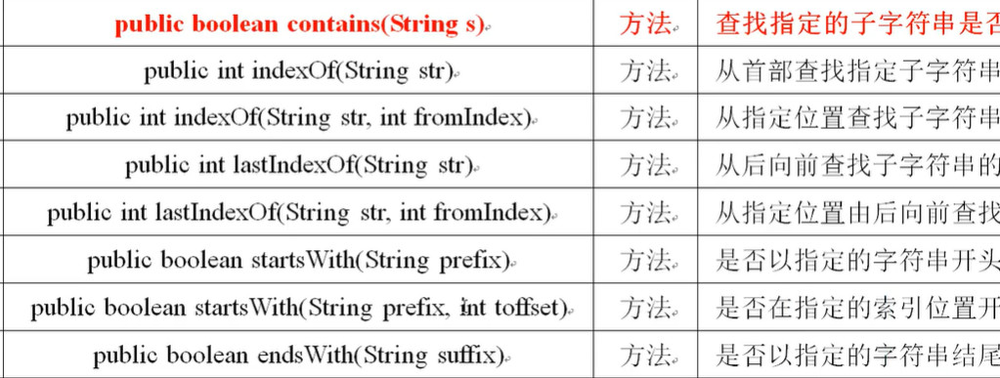 public boolean contains(String s) 方法 查找指定的子字符串是否
public int indexOf(String str) 方法 从首部查找指定子字符串
public int indexOf(String str, int fromIndex) 方法 从指定位置查找子字符串
public int lastIndexOf(String str) 方法 从后向前查找子字符串的
public int lastIndexOf(String str, int fromIndex) 方法 从指定位置由后向前查找
public boolean startsWith(String prefix) 方法 是否以指定的字符串开头
public boolean startsWith(String prefix, int toffset) 方法 是否在指定的索引位置开
public boolean endsWith(String suffix) 方法 是否以指定的字符串结尾